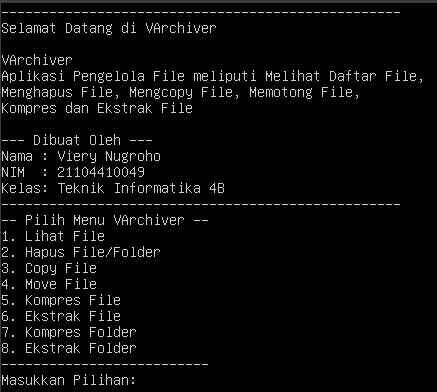 --------------------------------------------------
Selamat Datang di VArchiver
VArchiver
Aplikasi Pengelola File meliputi Melihat Daftar File,
Menghapus File, Mengcopy File, Memotong File,
Kompres dan Ekstrak File
--- Dibuat Oleh ---
Nama : Viery Nugroho
NIM  : 21104410049
Kelas: Teknik Informatika 4B
--------------------------------------------------
-- Pilih Menu VArchiver --
1. Lihat File
2. Hapus File/Folder
3. Copy File
4. Move File
5. Kompres File
6. Ekstrak File
7. Kompres Folder
8. Ekstrak Folder
--------------------------
Masukkan Pilihan: